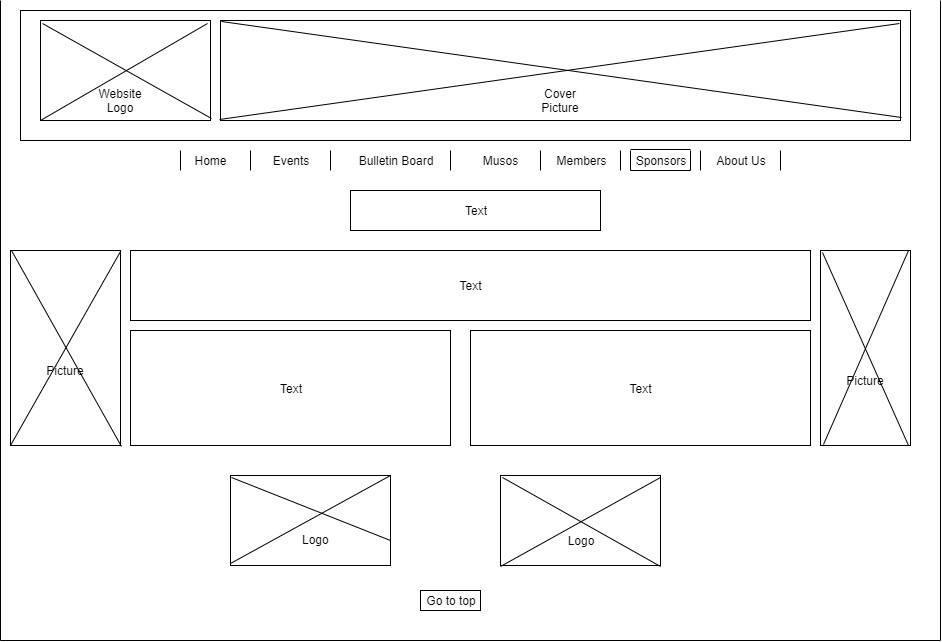 Website
Logo
Cover
Picture
Home Events Bulletin Board Musos Members Sponsors About Us
Text
Text
Picture
Picture
Text Text
Logo Logo
Go to top